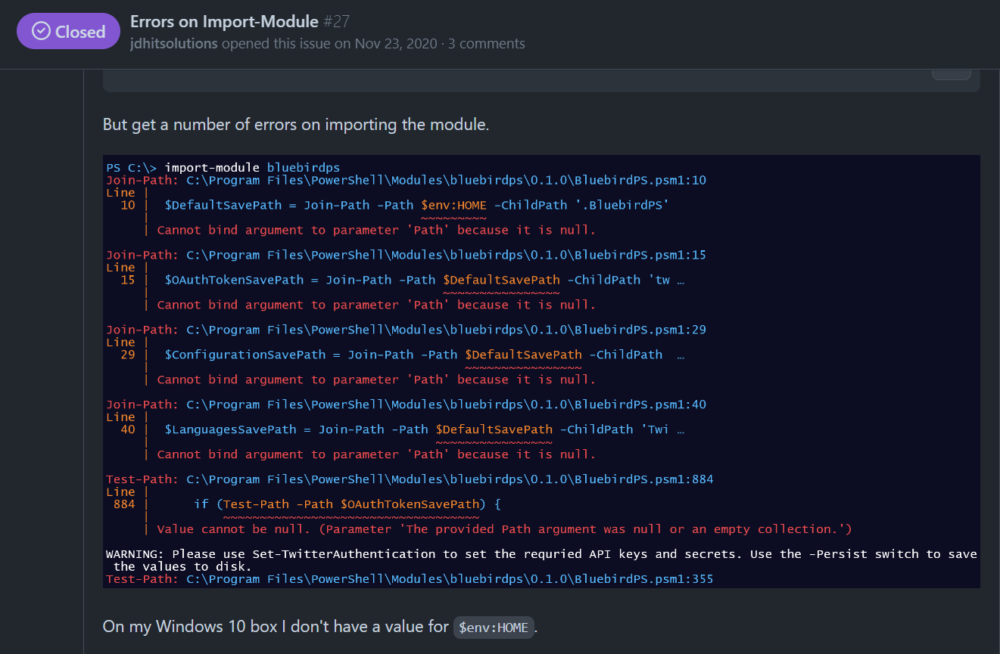 Closed
Errors on Import-Module #27
jdhitsolutions opened this issue on Nov 23, 2020 · 3 comments
But get a number of errors on importing the module.
PS C:\> import-module bluebirdps
Join-Path: C:\Program Files\PowerShell\Modules\bluebirdps\0.1.0\BluebirdPS.psm1:10
Line |
  10 |  $DefaultSavePath = Join-Path -Path $env:HOME -ChildPath '.BluebirdPS'
     |                                     ~~~~~~~~~
     | Cannot bind argument to parameter 'Path' because it is null.
Join-Path: C:\Program Files\PowerShell\Modules\bluebirdps\0.1.0\BluebirdPS.psm1:15
Line |
  15 |  $OAuthTokenSavePath = Join-Path -Path $DefaultSavePath -ChildPath 'tw …
     |                                        ~~~~~~~~~~~~~~~~
     | Cannot bind argument to parameter 'Path' because it is null.
Join-Path: C:\Program Files\PowerShell\Modules\bluebirdps\0.1.0\BluebirdPS.psm1:29
Line |
  29 |  $ConfigurationSavePath = Join-Path -Path $DefaultSavePath -ChildPath  …
     |                                           ~~~~~~~~~~~~~~~~
     | Cannot bind argument to parameter 'Path' because it is null.
Join-Path: C:\Program Files\PowerShell\Modules\bluebirdps\0.1.0\BluebirdPS.psm1:40
Line |
  40 |  $LanguagesSavePath = Join-Path -Path $DefaultSavePath -ChildPath 'Twi …
     |                                       ~~~~~~~~~~~~~~~~
     | Cannot bind argument to parameter 'Path' because it is null.
Test-Path: C:\Program Files\PowerShell\Modules\bluebirdps\0.1.0\BluebirdPS.psm1:884
Line |
 884 |      if (Test-Path -Path $OAuthTokenSavePath) {
     |          ~~~~~~~~~~~~~~~~~~~~~~~~~~~~~~~~~~~
     | Value cannot be null. (Parameter 'The provided Path argument was null or an empty collection.')
WARNING: Please use Set-TwitterAuthentication to set the requried API keys and secrets. Use the -Persist switch to save
 the values to disk.
Test-Path: C:\Program Files\PowerShell\Modules\bluebirdps\0.1.0\BluebirdPS.psm1:355
On my Windows 10 box I don't have a value for $env:HOME.